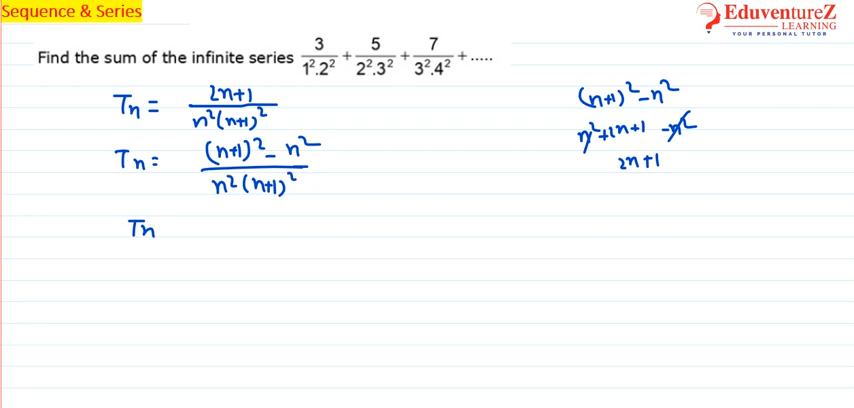 Sequence & Series
EduventureZ
LEARNING
YOUR PERSONAL TUTOR
Find the sum of the infinite series 3/1².2² + 5/2².3² + 7/3².4² + .....
Tn = 2n+1 / n²(n+1)²
(n+1)² - n²
n² + 2n + 1 - n²
2n+1
Tn = (n+1)² - n² / n²(n+1)²
Tn